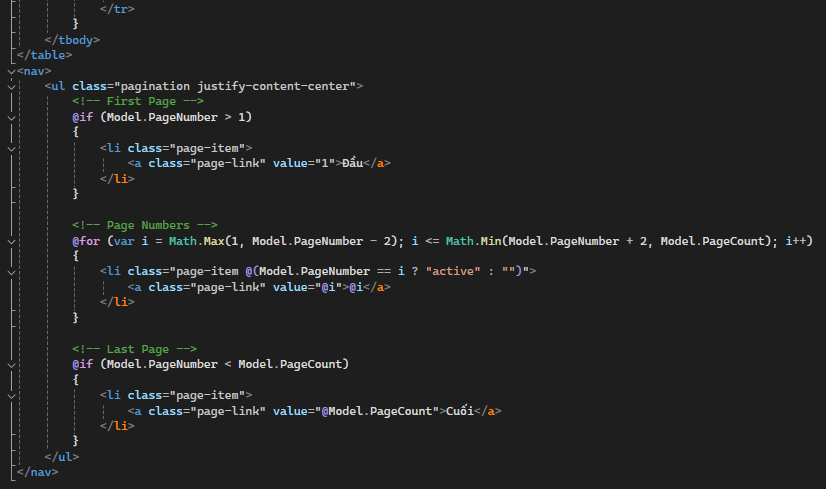 </tr>
}
</tbody>
</table>
<nav>
<ul class="pagination justify-content-center">
<!-- First Page -->
@if (Model.PageNumber > 1)
{
<li class="page-item">
<a class="page-link" value="1">Đầu</a>
</li>
}
<!-- Page Numbers -->
@for (var i = Math.Max(1, Model.PageNumber - 2); i <= Math.Min(Model.PageNumber + 2, Model.PageCount); i++)
{
<li class="page-item @(Model.PageNumber == i ? "active" : "")">
<a class="page-link" value="@i">@i</a>
</li>
}
<!-- Last Page -->
@if (Model.PageNumber < Model.PageCount)
{
<li class="page-item">
<a class="page-link" value="@Model.PageCount">Cuối</a>
</li>
}
</ul>
</nav>